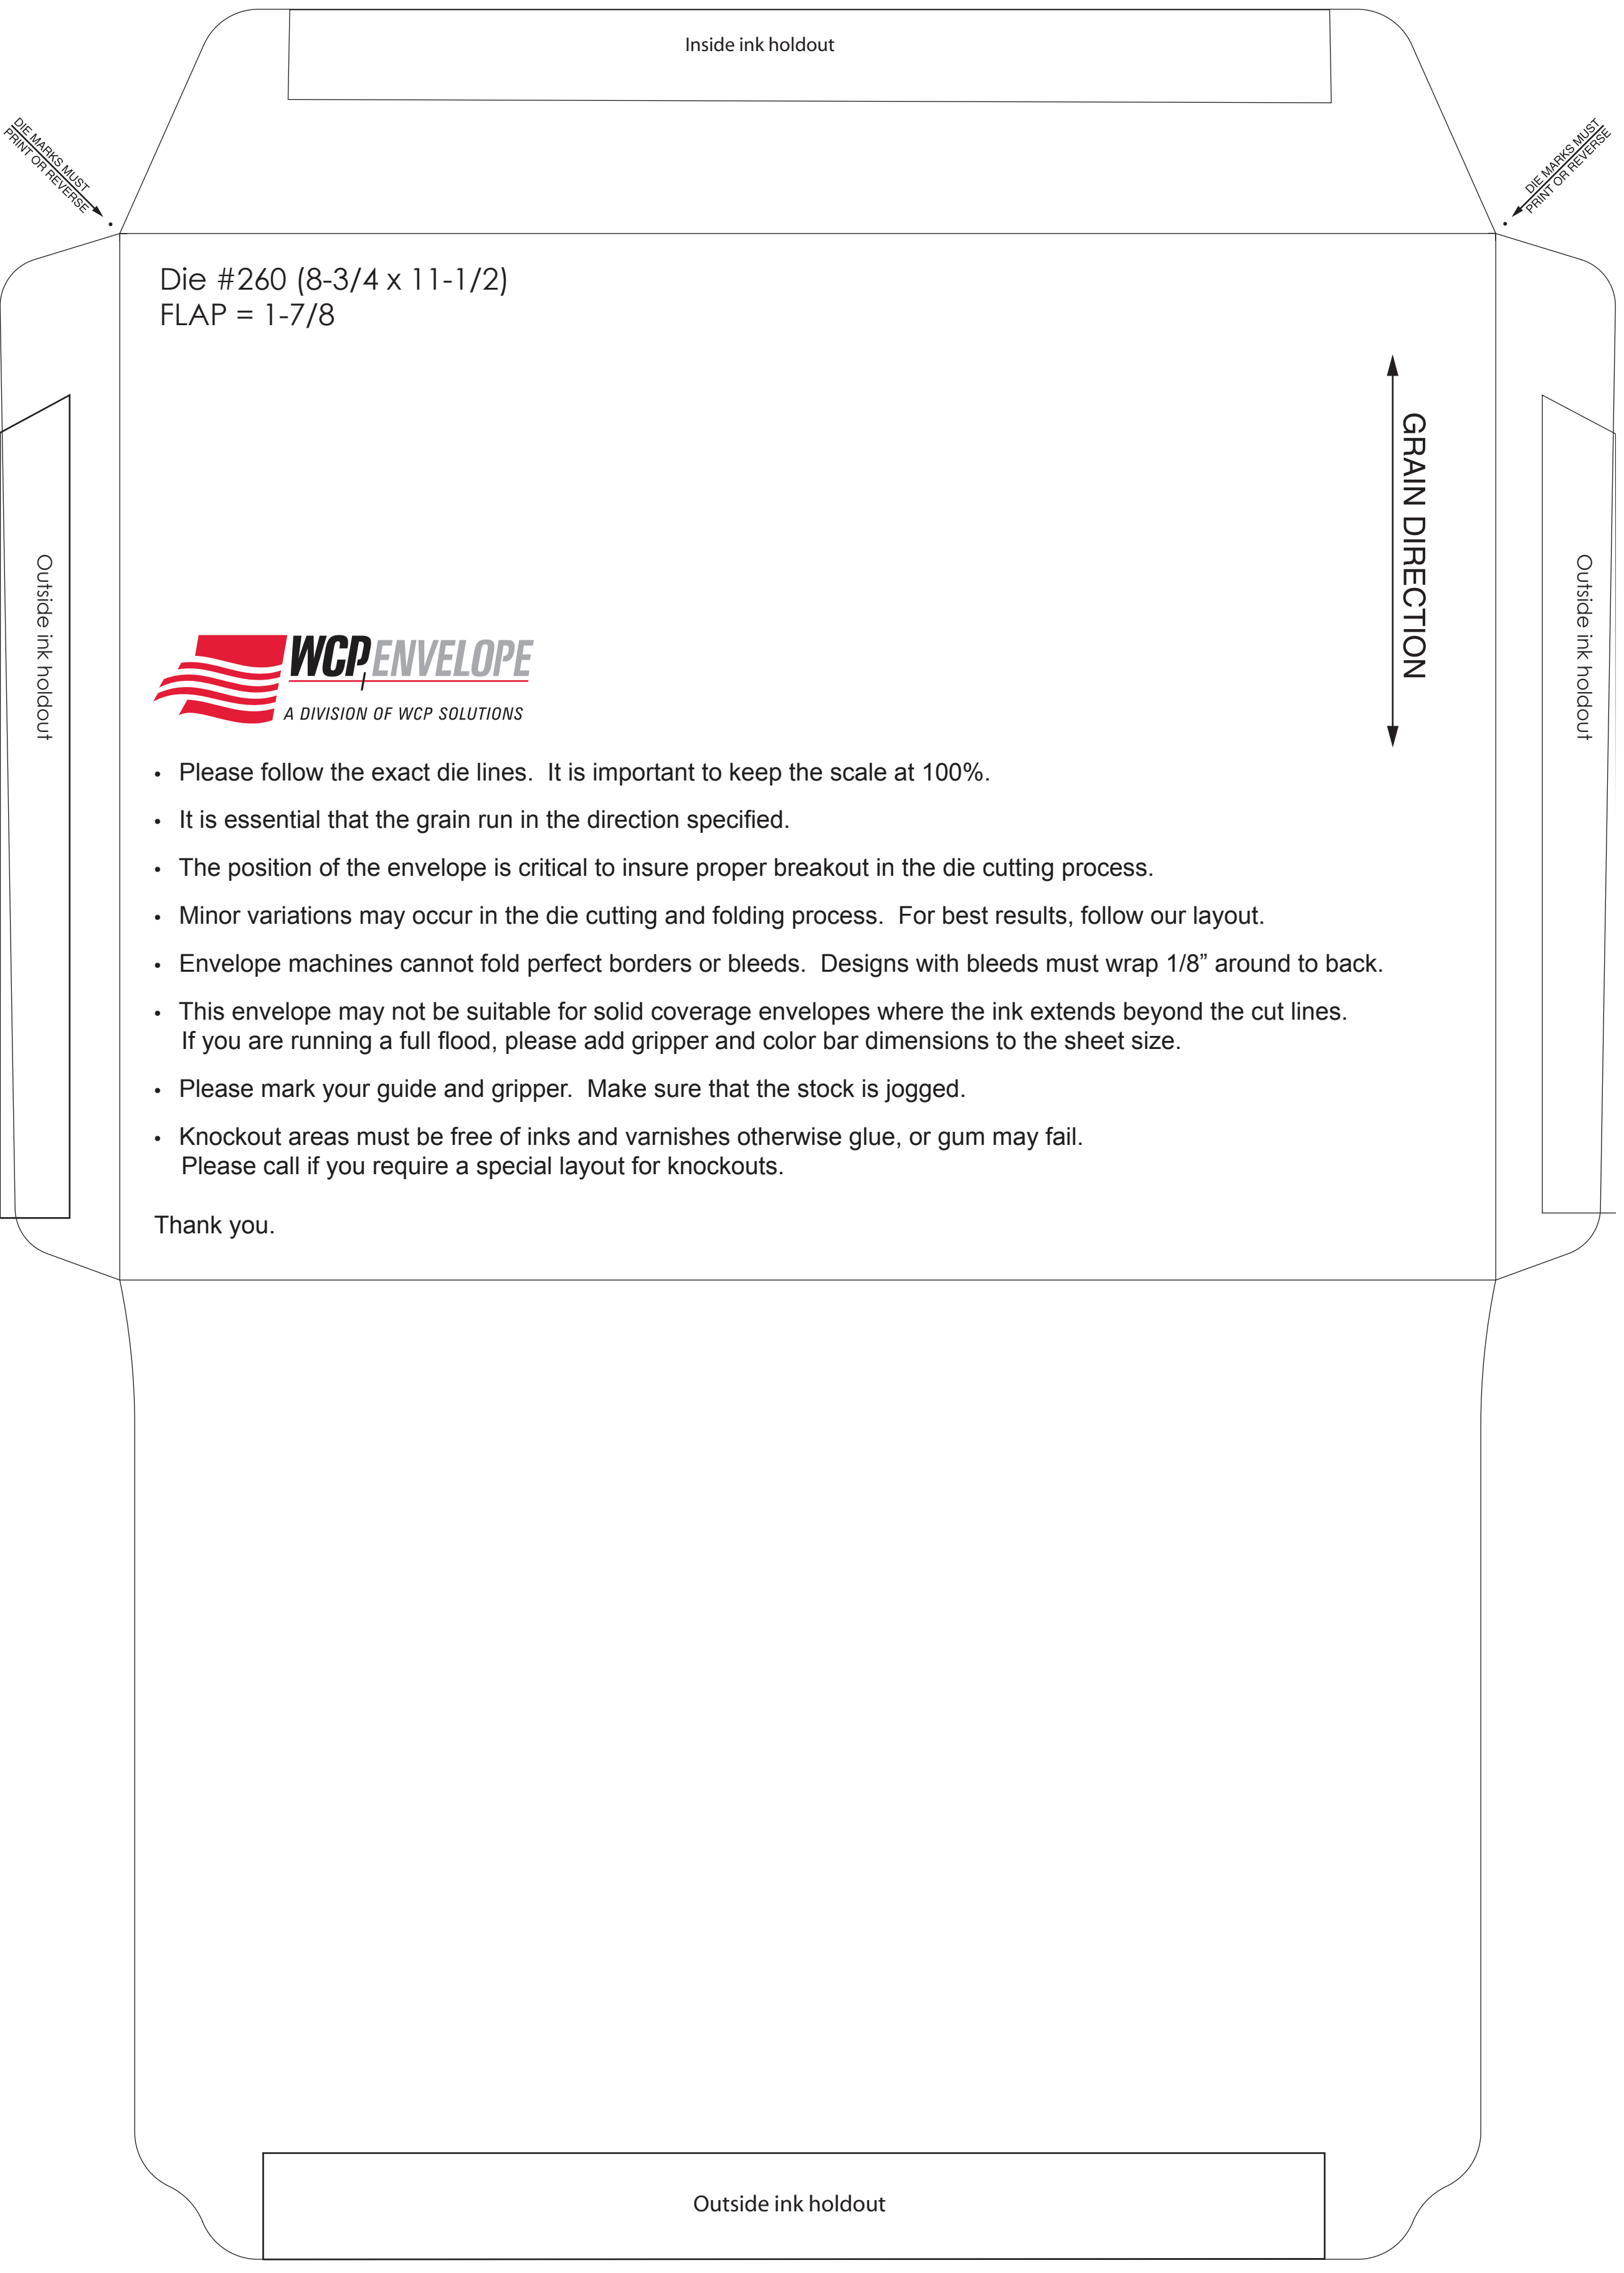 Inside ink holdout
DIE MARKS MUST
PRINT OR REVERSE
DIE MARKS MUST
PRINT OR REVERSE
Die #260 (8-3/4 x 11-1/2)
FLAP = 1-7/8
GRAIN DIRECTION
Outside ink holdout
Outside ink holdout
WCP ENVELOPE
A DIVISION OF WCP SOLUTIONS
• Please follow the exact die lines.  It is important to keep the scale at 100%.
• It is essential that the grain run in the direction specified.
• The position of the envelope is critical to insure proper breakout in the die cutting process.
• Minor variations may occur in the die cutting and folding process.  For best results, follow our layout.
• Envelope machines cannot fold perfect borders or bleeds.  Designs with bleeds must wrap 1/8” around to back.
• This envelope may not be suitable for solid coverage envelopes where the ink extends beyond the cut lines.
If you are running a full flood, please add gripper and color bar dimensions to the sheet size.
• Please mark your guide and gripper.  Make sure that the stock is jogged.
• Knockout areas must be free of inks and varnishes otherwise glue, or gum may fail.
Please call if you require a special layout for knockouts.
Thank you.
Outside ink holdout